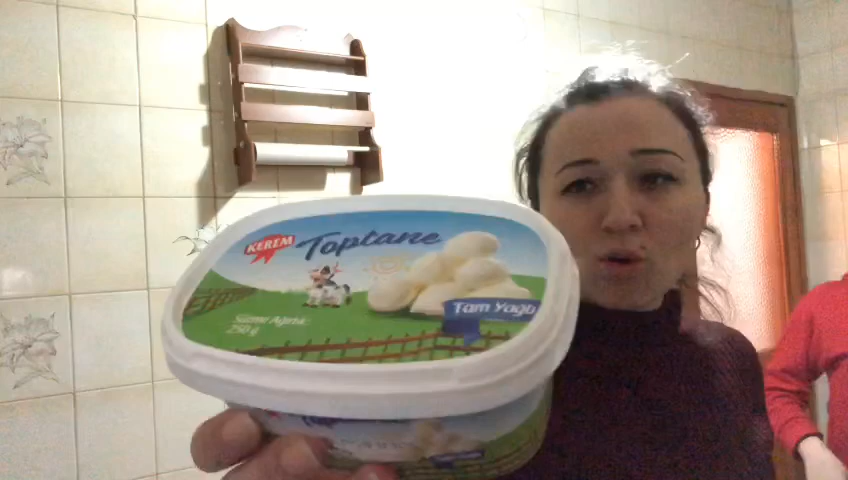 KEREM
Toptane
Tam Yağlı
Süzme Ağırlık:
250 g